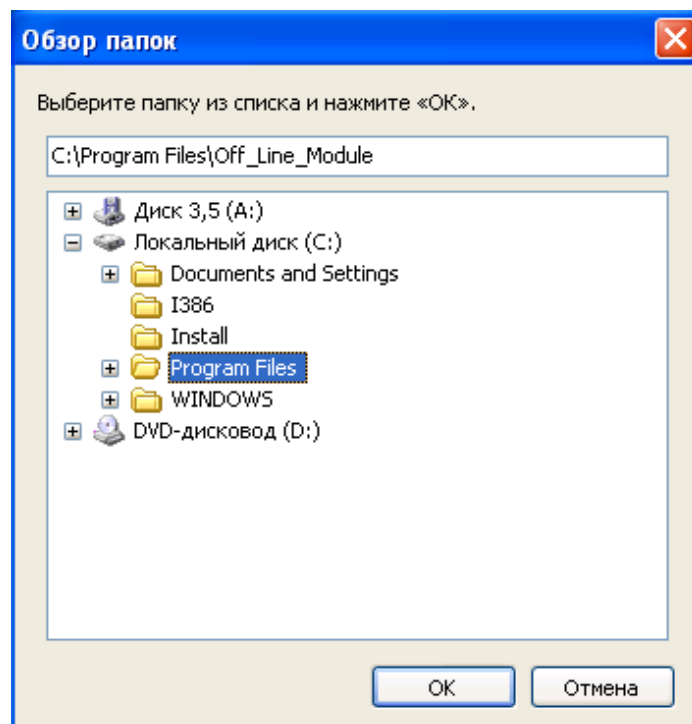 Обзор папок
Выберите папку из списка и нажмите «ОК».
C:\Program Files\Off_Line_Module
Диск 3,5 (A:)
Локальный диск (C:)
Documents and Settings
I386
Install
Program Files
WINDOWS
DVD-дисковод (D:)
ОК
Отмена